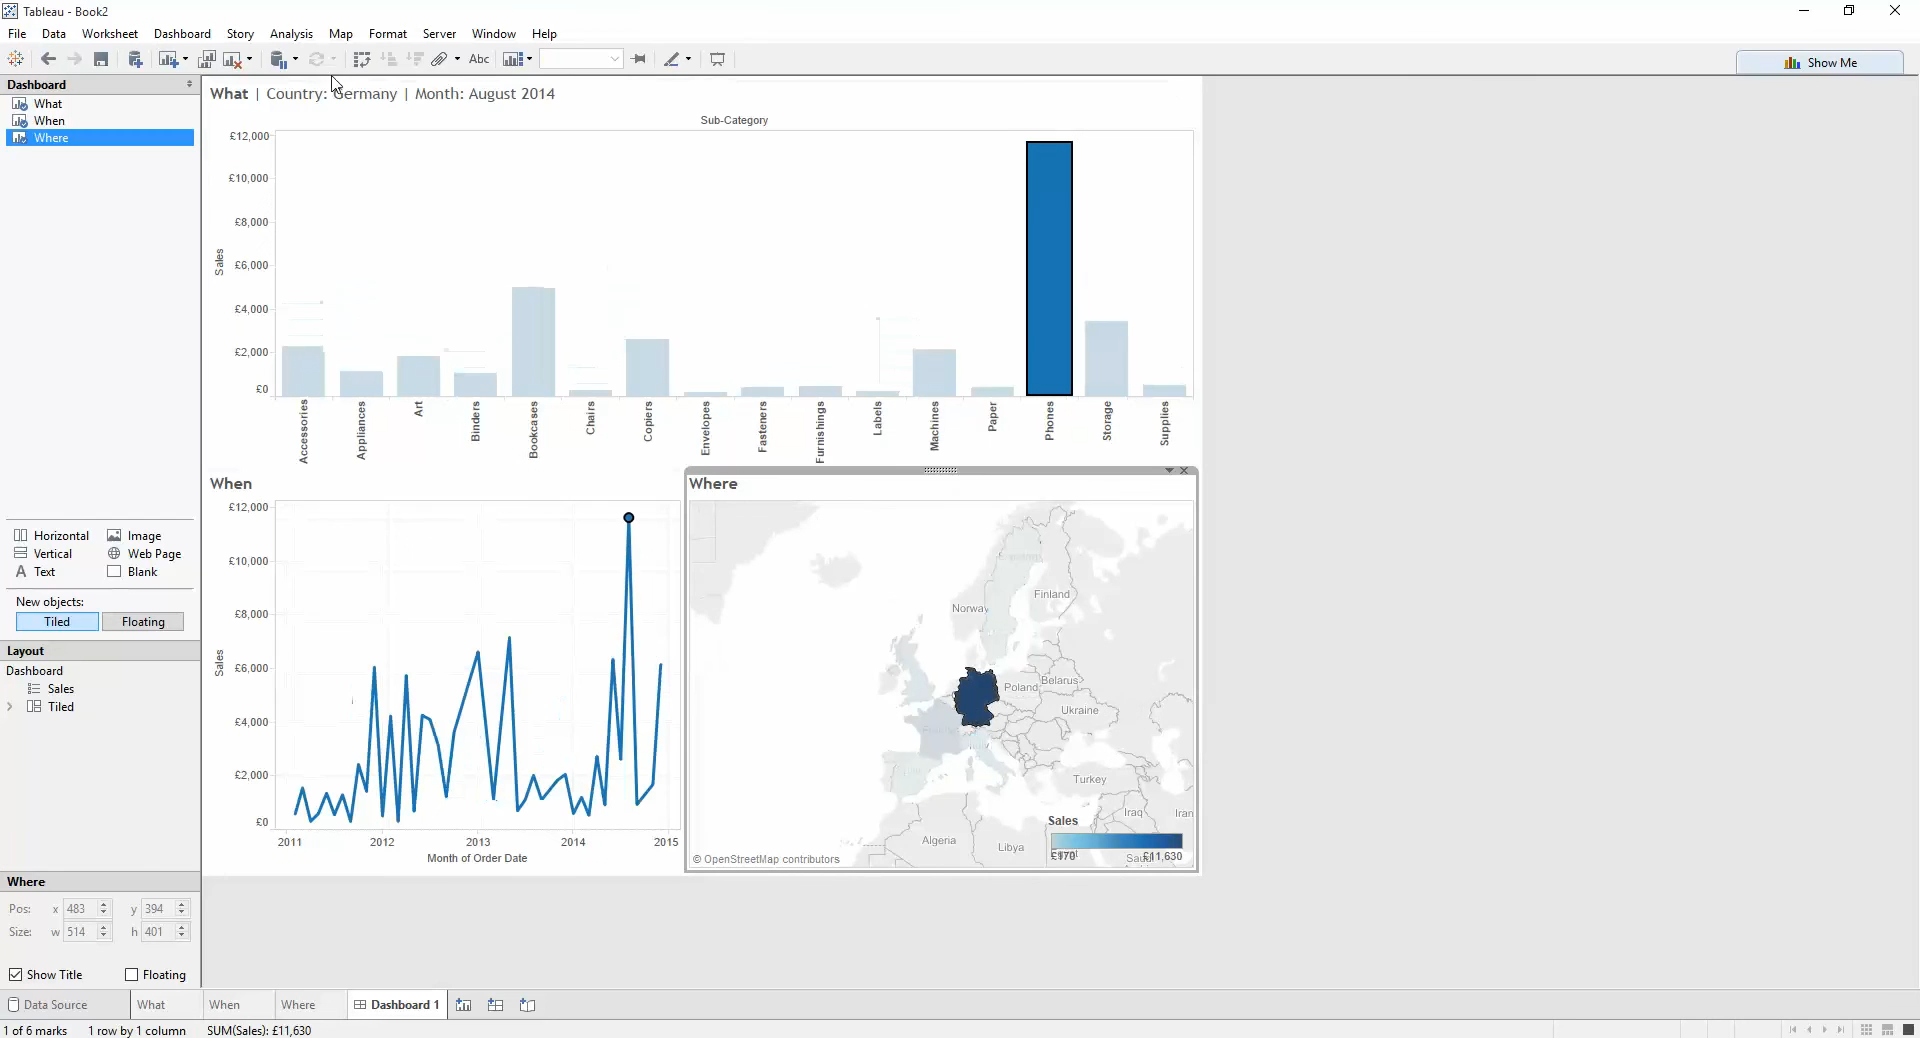 Tableau - Book2
File Data Worksheet Dashboard Story Analysis Map Format Server Window Help
Abc
Show Me
Dashboard
What
When
Where
Horizontal Image
Vertical Web Page
A Text Blank
New objects:
Tiled Floating
Layout
Dashboard
Sales
Tiled
Where
Pos: x 483 y 394
Size: w 514 h 401
Show Title Floating
What | Country: Germany | Month: August 2014
Sub-Category
Sales
£12,000
£10,000
£8,000
£6,000
£4,000
£2,000
£0
Accessories
Appliances
Art
Binders
Bookcases
Chairs
Copiers
Envelopes
Fasteners
Furnishings
Labels
Machines
Paper
Phones
Storage
Supplies
When
Sales
£12,000
£10,000
£8,000
£6,000
£4,000
£2,000
£0
2011 2012 2013 2014 2015
Month of Order Date
Where
Finland
Norway
Poland
Belarus
Ukraine
Italy
Turkey
Iraq
Iran
Algeria
Libya
Sales
£170 £11,630
© OpenStreetMap contributors
Data Source What When Where Dashboard 1
1 of 6 marks 1 row by 1 column SUM(Sales): £11,630